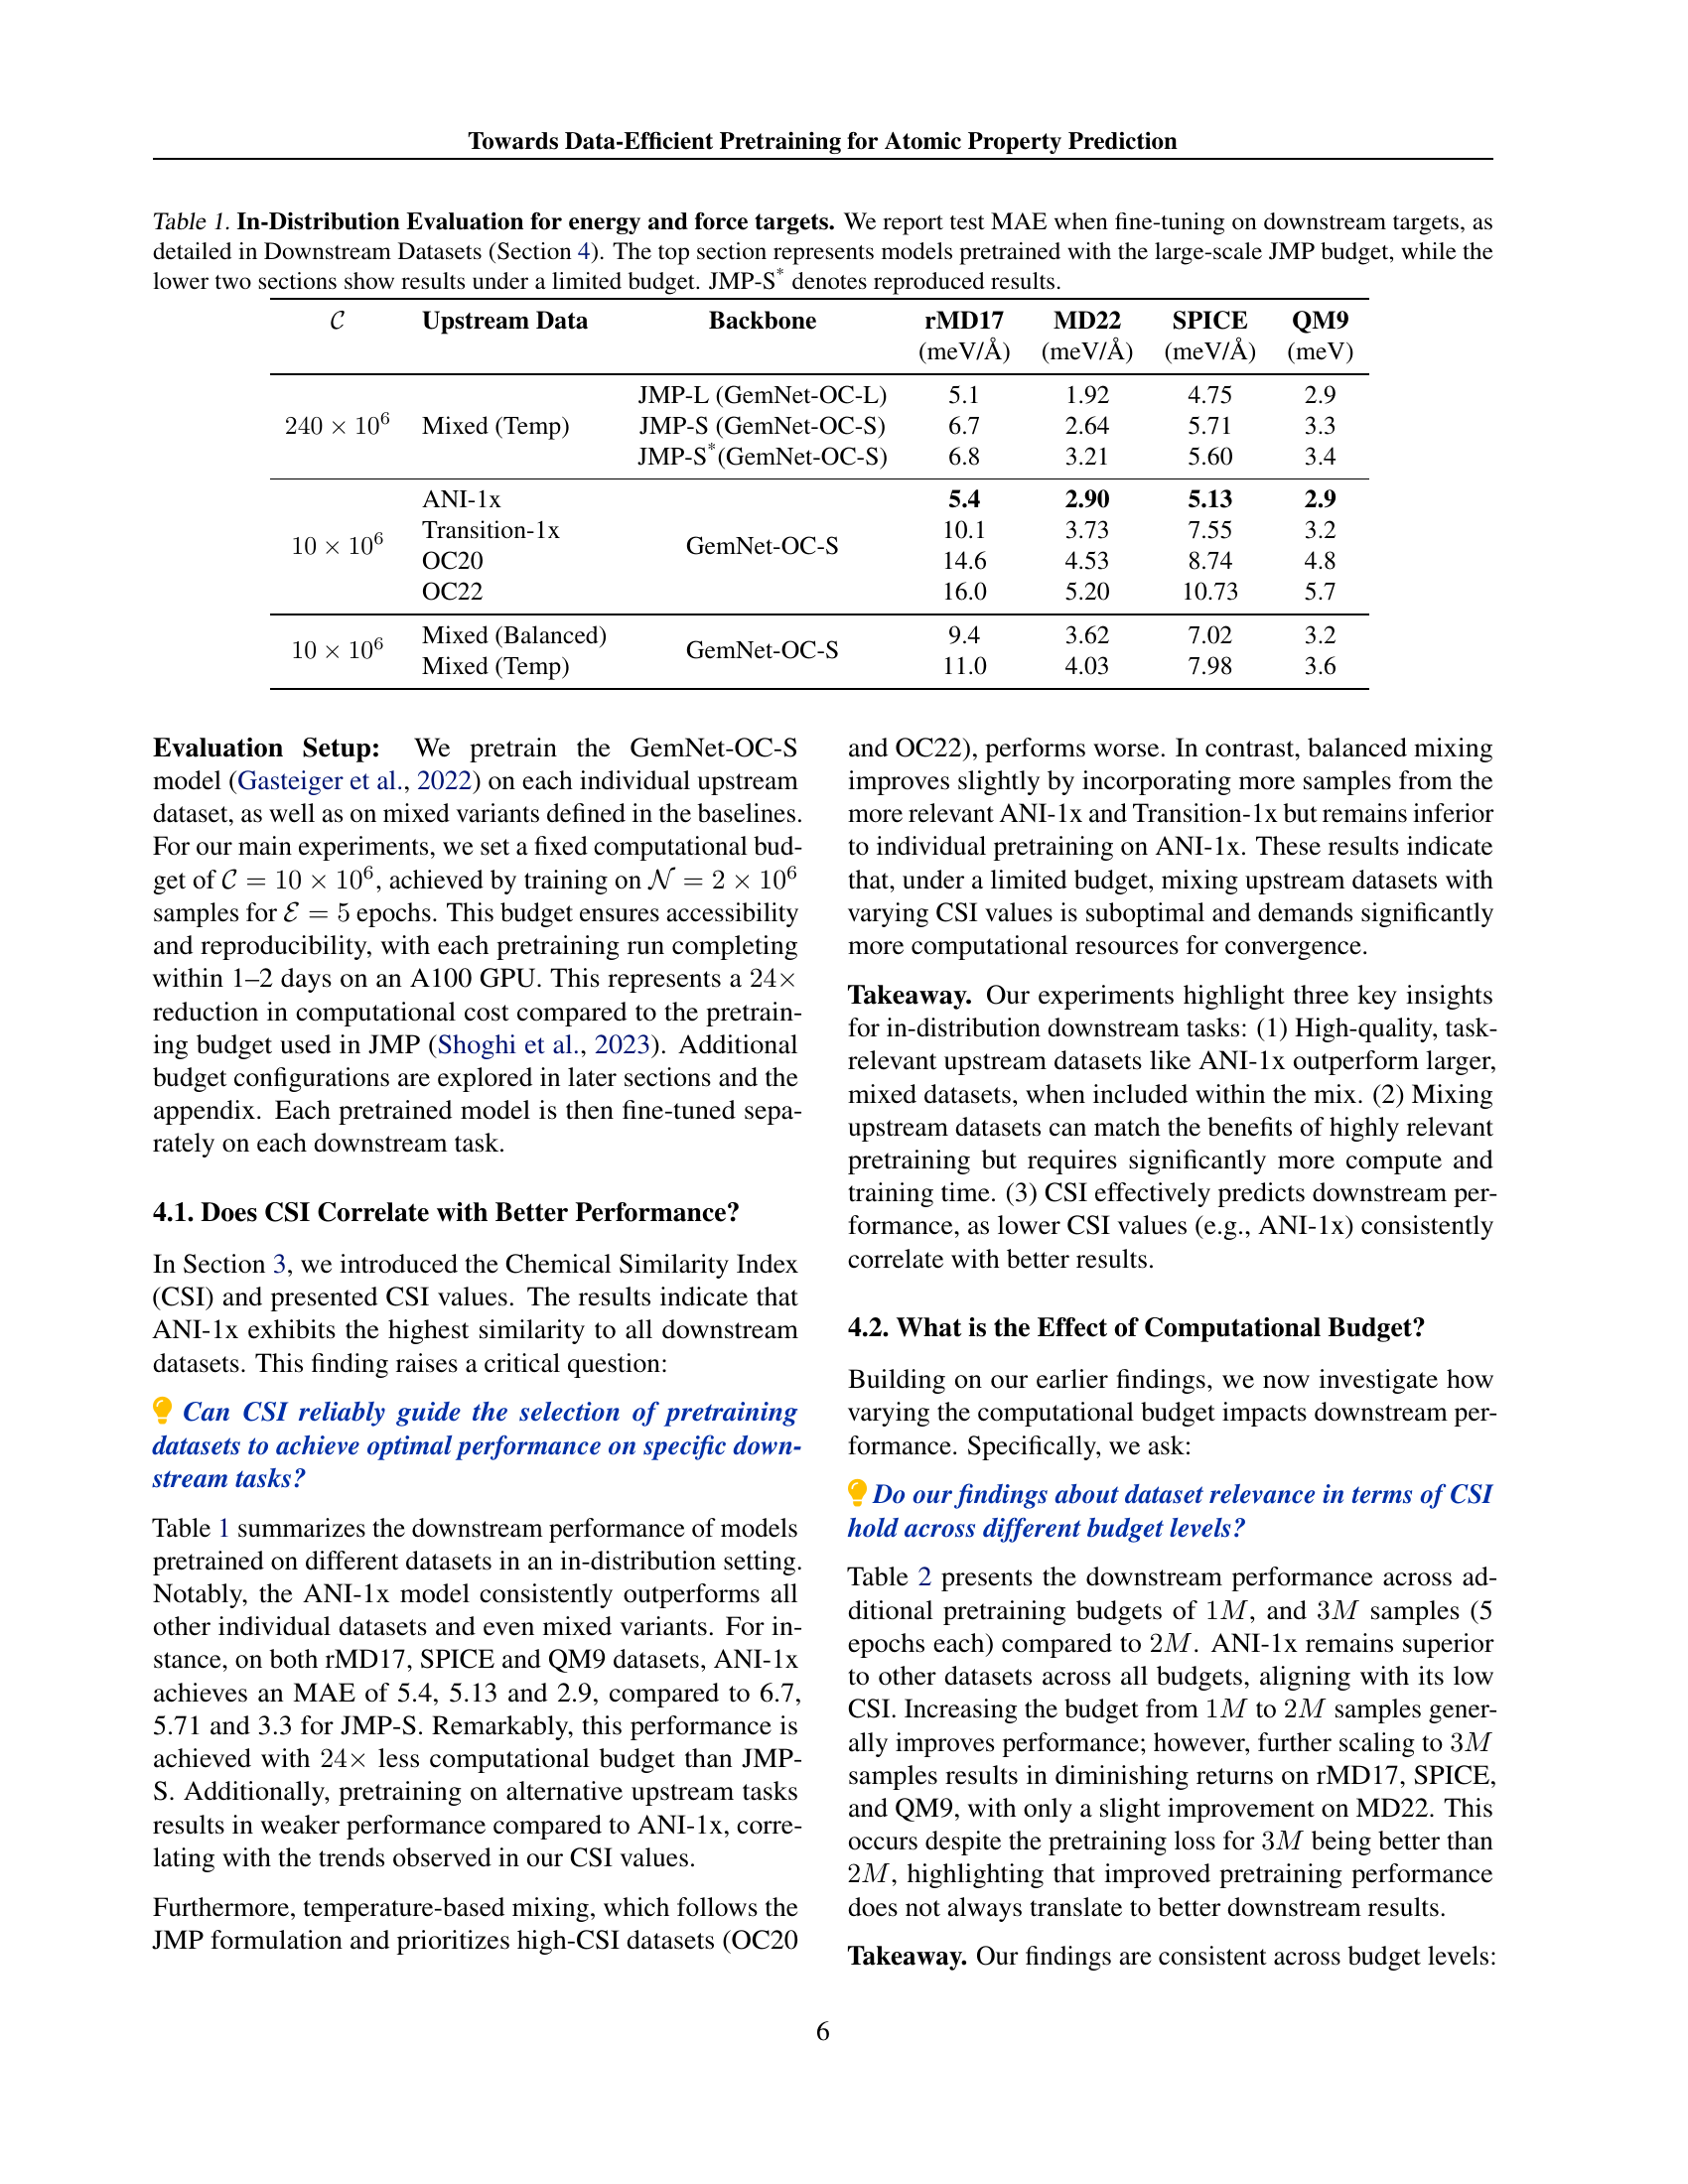 Towards Data-Efficient Pretraining for Atomic Property Prediction
Table 1. In-Distribution Evaluation for energy and force targets. We report test MAE when fine-tuning on downstream targets, as
detailed in Downstream Datasets (Section 4). The top section represents models pretrained with the large-scale JMP budget, while the
lower two sections show results under a limited budget. JMP-S* denotes reproduced results.
C Upstream Data Backbone rMD17 MD22 SPICE QM9
(meV/Å) (meV/Å) (meV/Å) (meV)
JMP-L (GemNet-OC-L) 5.1 1.92 4.75 2.9
240 × 10⁶ Mixed (Temp) JMP-S (GemNet-OC-S) 6.7 2.64 5.71 3.3
JMP-S*(GemNet-OC-S) 6.8 3.21 5.60 3.4
ANI-1x 5.4 2.90 5.13 2.9
Transition-1x 10.1 3.73 7.55 3.2
10 × 10⁶ GemNet-OC-S
OC20 14.6 4.53 8.74 4.8
OC22 16.0 5.20 10.73 5.7
Mixed (Balanced) 9.4 3.62 7.02 3.2
10 × 10⁶ GemNet-OC-S
Mixed (Temp) 11.0 4.03 7.98 3.6
Evaluation Setup: We pretrain the GemNet-OC-S
model (Gasteiger et al., 2022) on each individual upstream
dataset, as well as on mixed variants defined in the baselines.
For our main experiments, we set a fixed computational bud-
get of C = 10 × 10⁶, achieved by training on N = 2 × 10⁶
samples for E = 5 epochs. This budget ensures accessibility
and reproducibility, with each pretraining run completing
within 1–2 days on an A100 GPU. This represents a 24×
reduction in computational cost compared to the pretrain-
ing budget used in JMP (Shoghi et al., 2023). Additional
budget configurations are explored in later sections and the
appendix. Each pretrained model is then fine-tuned sepa-
rately on each downstream task.
4.1. Does CSI Correlate with Better Performance?
In Section 3, we introduced the Chemical Similarity Index
(CSI) and presented CSI values. The results indicate that
ANI-1x exhibits the highest similarity to all downstream
datasets. This finding raises a critical question:
Can CSI reliably guide the selection of pretraining
datasets to achieve optimal performance on specific down-
stream tasks?
Table 1 summarizes the downstream performance of models
pretrained on different datasets in an in-distribution setting.
Notably, the ANI-1x model consistently outperforms all
other individual datasets and even mixed variants. For in-
stance, on both rMD17, SPICE and QM9 datasets, ANI-1x
achieves an MAE of 5.4, 5.13 and 2.9, compared to 6.7,
5.71 and 3.3 for JMP-S. Remarkably, this performance is
achieved with 24× less computational budget than JMP-
S. Additionally, pretraining on alternative upstream tasks
results in weaker performance compared to ANI-1x, corre-
lating with the trends observed in our CSI values.
Furthermore, temperature-based mixing, which follows the
JMP formulation and prioritizes high-CSI datasets (OC20
and OC22), performs worse. In contrast, balanced mixing
improves slightly by incorporating more samples from the
more relevant ANI-1x and Transition-1x but remains inferior
to individual pretraining on ANI-1x. These results indicate
that, under a limited budget, mixing upstream datasets with
varying CSI values is suboptimal and demands significantly
more computational resources for convergence.
Takeaway. Our experiments highlight three key insights
for in-distribution downstream tasks: (1) High-quality, task-
relevant upstream datasets like ANI-1x outperform larger,
mixed datasets, when included within the mix. (2) Mixing
upstream datasets can match the benefits of highly relevant
pretraining but requires significantly more compute and
training time. (3) CSI effectively predicts downstream per-
formance, as lower CSI values (e.g., ANI-1x) consistently
correlate with better results.
4.2. What is the Effect of Computational Budget?
Building on our earlier findings, we now investigate how
varying the computational budget impacts downstream per-
formance. Specifically, we ask:
Do our findings about dataset relevance in terms of CSI
hold across different budget levels?
Table 2 presents the downstream performance across ad-
ditional pretraining budgets of 1M, and 3M samples (5
epochs each) compared to 2M. ANI-1x remains superior
to other datasets across all budgets, aligning with its low
CSI. Increasing the budget from 1M to 2M samples gener-
ally improves performance; however, further scaling to 3M
samples results in diminishing returns on rMD17, SPICE,
and QM9, with only a slight improvement on MD22. This
occurs despite the pretraining loss for 3M being better than
2M, highlighting that improved pretraining performance
does not always translate to better downstream results.
Takeaway. Our findings are consistent across budget levels:
6